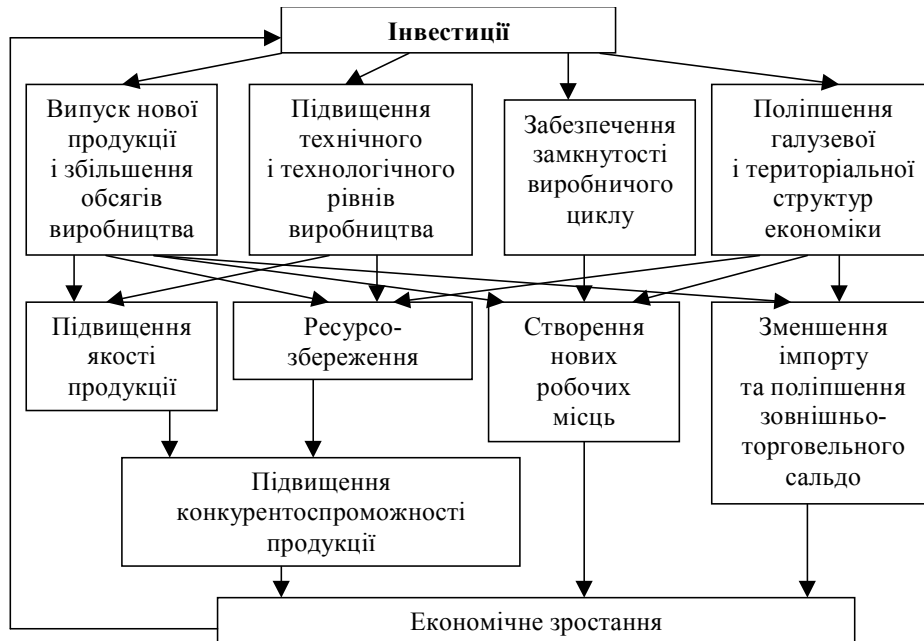 Інвестиції
Випуск нової
продукції
і збільшення
обсягів
виробництва
Підвищення
технічного
і технологічного
рівнів
виробництва
Забезпечення
замкнутості
виробничого
циклу
Поліпшення
галузевої
і територіальної
структур
економіки
Підвищення
якості
продукції
Ресурсо-
збереження
Створення
нових
робочих
місць
Зменшення
імпорту
та поліпшення
зовнішньо-
торговельного
сальдо
Підвищення
конкурентоспроможності
продукції
Економічне зростання